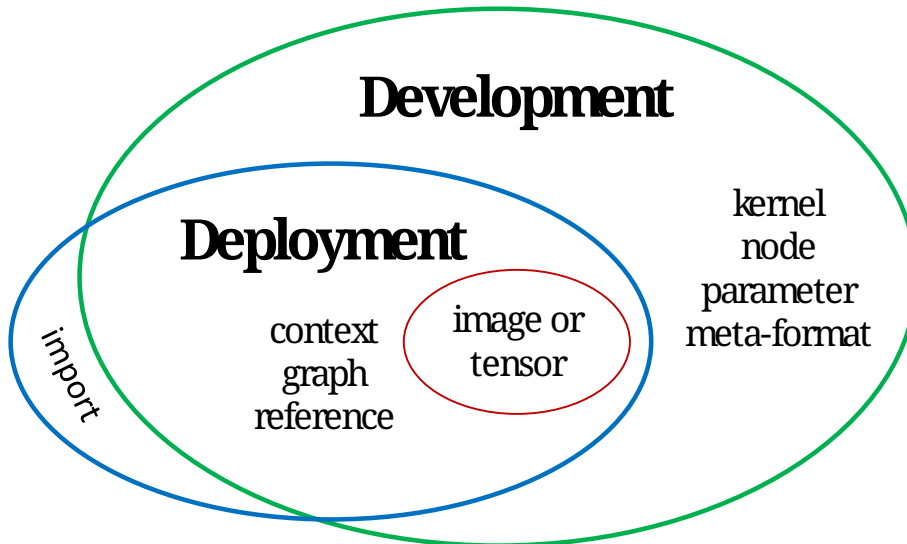 Development
Deployment
kernel
node
parameter
meta-format
image or
tensor
context
graph
reference
import